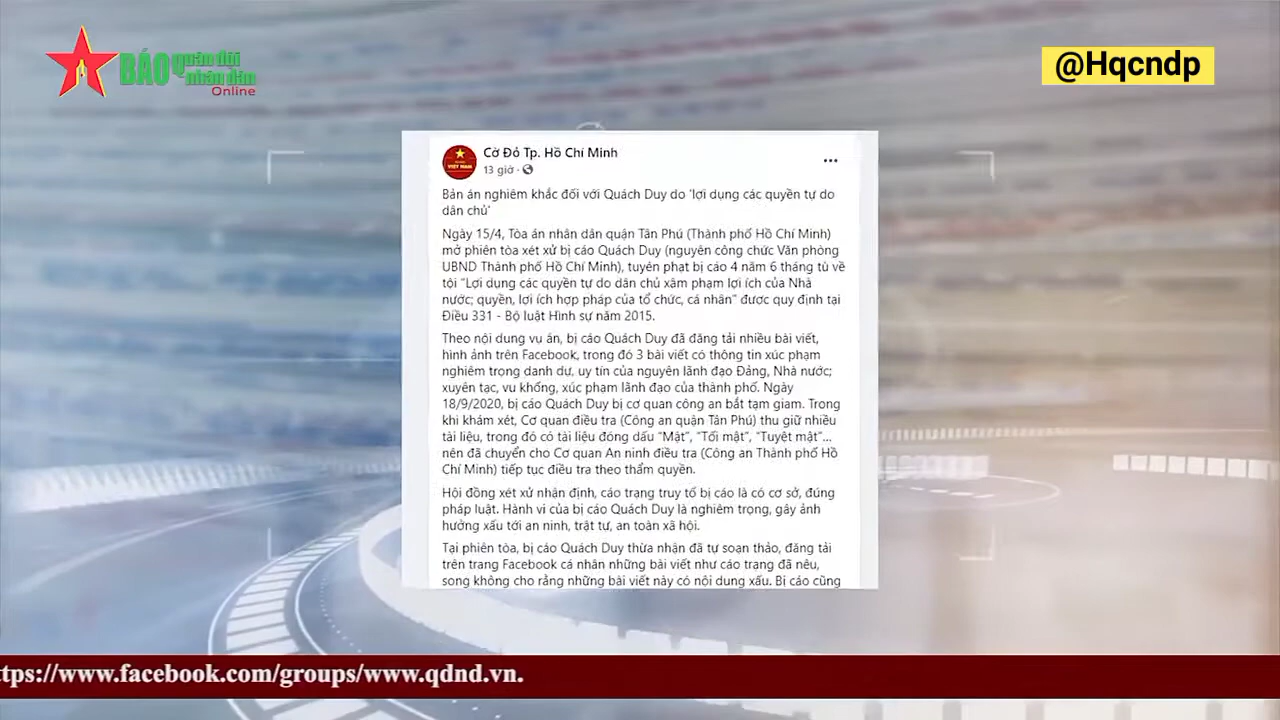 BÁO Quân đội
nhân dân
Online
@Hqcndp
Cờ Đỏ Tp. Hồ Chí Minh
VIỆT NAM
13 giờ ·
Bản án nghiêm khắc đối với Quách Duy do 'lợi dụng các quyền tự do
dân chủ'
Ngày 15/4, Tòa án nhân dân quận Tân Phú (Thành phố Hồ Chí Minh)
mở phiên tòa xét xử bị cáo Quách Duy (nguyên công chức Văn phòng
UBND Thành phố Hồ Chí Minh), tuyên phạt bị cáo 4 năm 6 tháng tù về
tội "Lợi dụng các quyền tự do dân chủ xâm phạm lợi ích của Nhà
nước; quyền, lợi ích hợp pháp của tổ chức, cá nhân" được quy định tại
Điều 331 - Bộ luật Hình sự năm 2015.
Theo nội dung vụ án, bị cáo Quách Duy đã đăng tải nhiều bài viết,
hình ảnh trên Facebook, trong đó 3 bài viết có thông tin xúc phạm
nghiêm trọng danh dự, uy tín của nguyên lãnh đạo Đảng, Nhà nước;
xuyên tạc, vu khống, xúc phạm lãnh đạo của thành phố. Ngày
18/9/2020, bị cáo Quách Duy bị cơ quan công an bắt tạm giam. Trong
khi khám xét, Cơ quan điều tra (Công an quận Tân Phú) thu giữ nhiều
tài liệu, trong đó có tài liệu đóng dấu "Mật", "Tối mật", "Tuyệt mật"...
nên đã chuyển cho Cơ quan An ninh điều tra (Công an Thành phố Hồ
Chí Minh) tiếp tục điều tra theo thẩm quyền.
Hội đồng xét xử nhận định, cáo trạng truy tố bị cáo là có cơ sở, đúng
pháp luật. Hành vi của bị cáo Quách Duy là nghiêm trọng, gây ảnh
hưởng xấu tới an ninh, trật tự, an toàn xã hội.
Tại phiên tòa, bị cáo Quách Duy thừa nhận đã tự soạn thảo, đăng tải
trên trang Facebook cá nhân những bài viết như cáo trạng đã nêu,
song không cho rằng những bài viết này có nội dung xấu. Bị cáo cũng
ttps://www.facebook.com/groups/www.qdnd.vn.